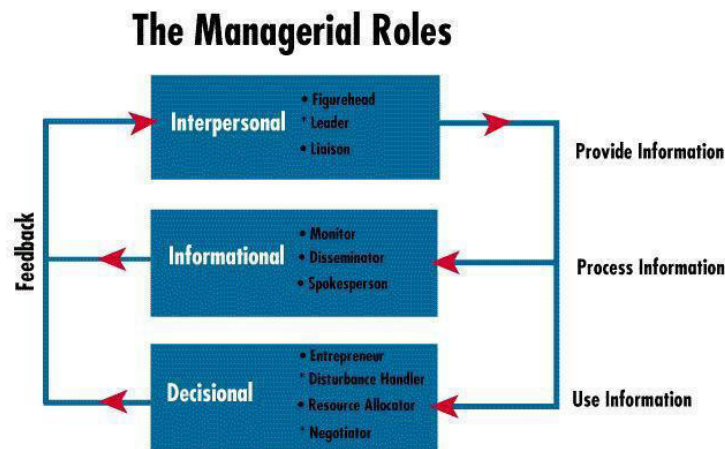 The Managerial Roles
Interpersonal
• Figurehead
* Leader
• Liaison
Provide Information
Feedback
Informational
• Monitor
• Disseminator
• Spokesperson
Process Information
Decisional
• Entrepreneur
* Disturbance Handler
• Resource Allocator
* Negotiator
Use Information